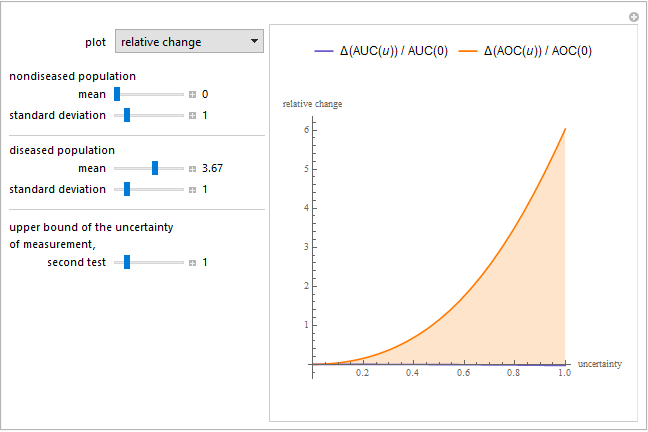 plot relative change
nondiseased population
mean 0
standard deviation 1
diseased population
mean 3.67
standard deviation 1
upper bound of the uncertainty
of measurement,
second test 1
Δ(AUC(u)) / AUC(0) Δ(AOC(u)) / AOC(0)
relative change
6
5
4
3
2
1
uncertainty
0.2 0.4 0.6 0.8 1.0